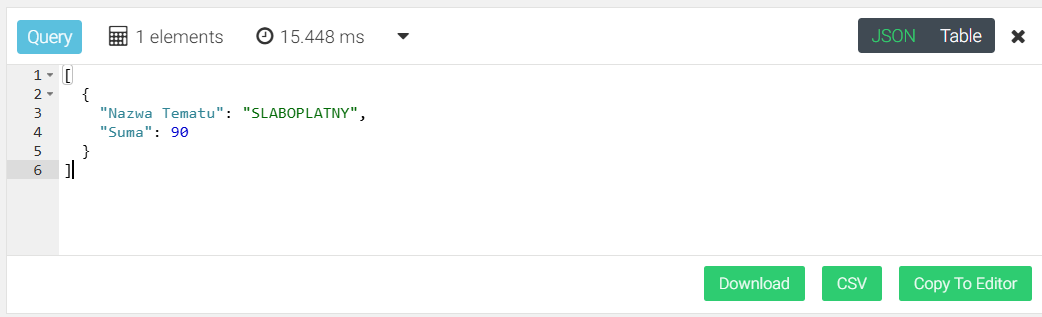 Query 1 elements 15.448 ms JSON Table
1 [
2 {
3 "Nazwa Tematu": "SLABOPLATNY",
4 "Suma": 90
5 }
6 ]
Download CSV Copy To Editor